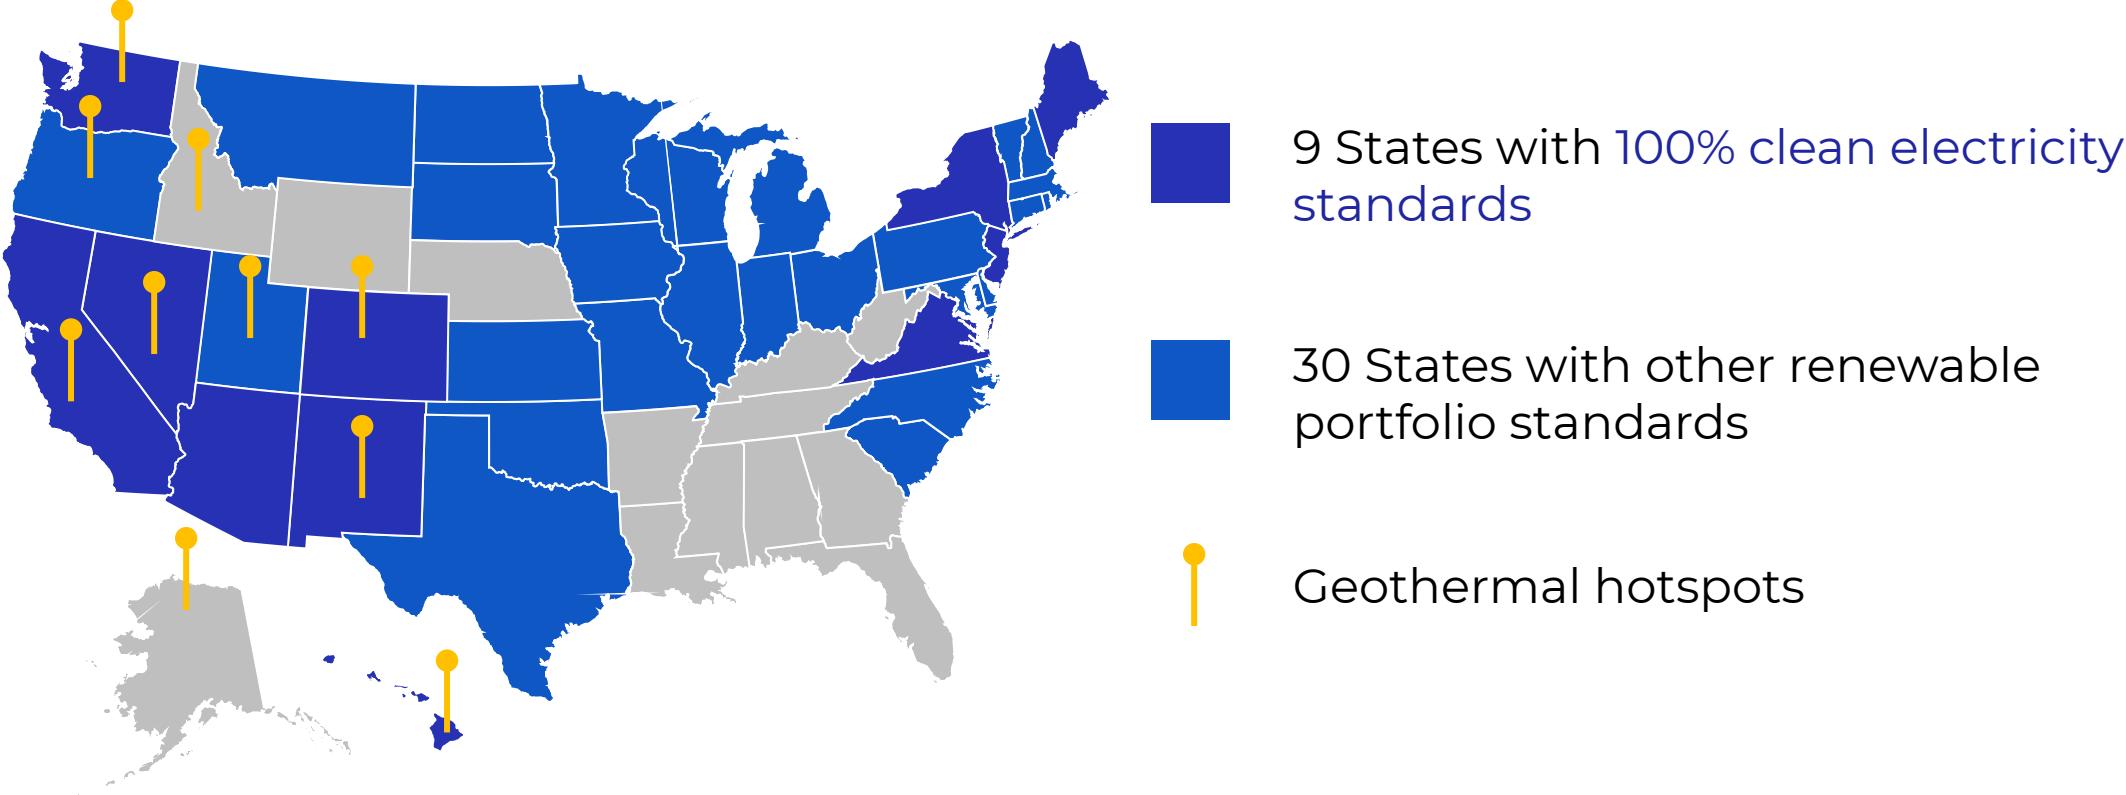 9 States with 100% clean electricity
standards
30 States with other renewable
portfolio standards
Geothermal hotspots